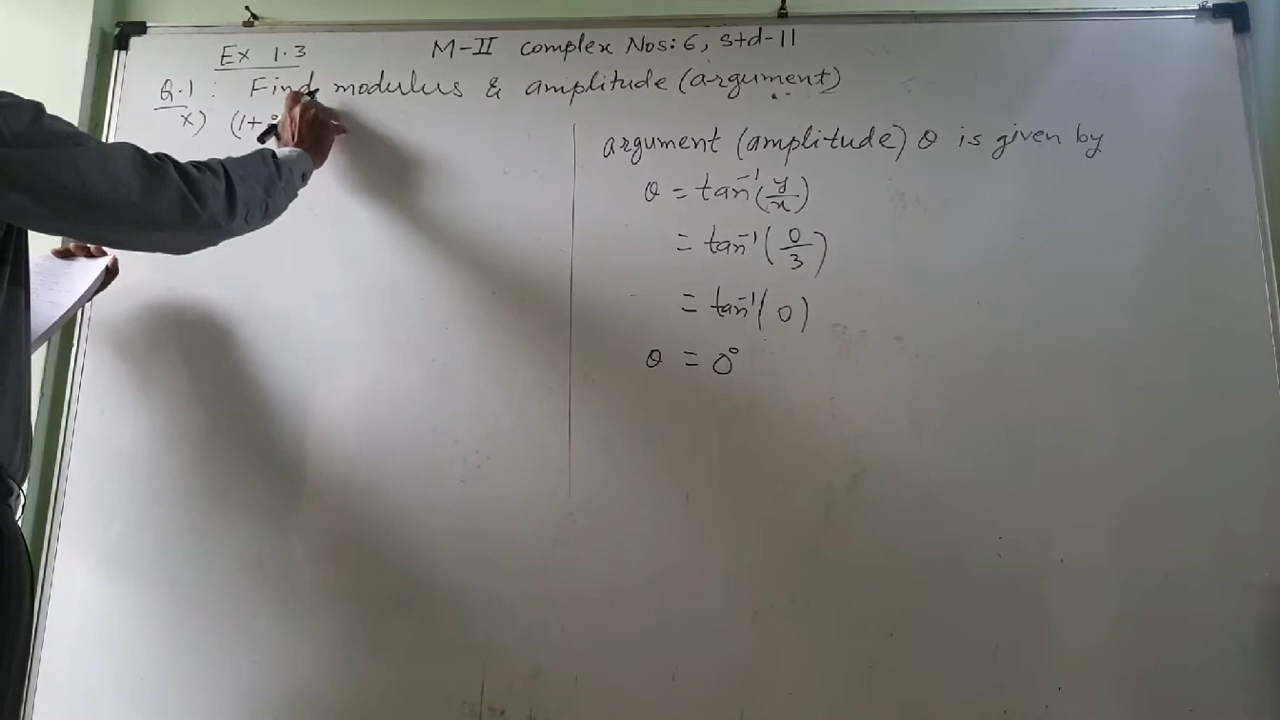 Ex 1.3
M-II complex Nos: 6, std-11
Q.1 : Find modulus & amplitude (argument)
x) (1+
argument (amplitude) θ is given by
θ = tan⁻¹(y/x)
= tan⁻¹(0/3)
= tan⁻¹(0)
θ = 0°